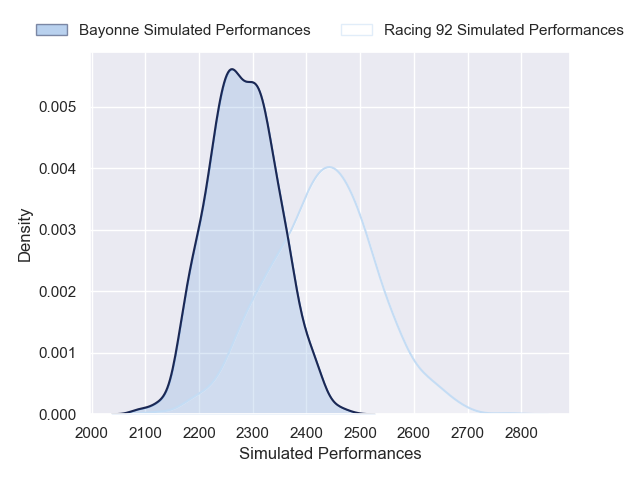 Bayonne Simulated Performances
Racing 92 Simulated Performances
0.005
0.004
0.003
0.002
0.001
0.000
Density
2000 2100 2200 2300 2400 2500 2600 2700 2800
Simulated Performances